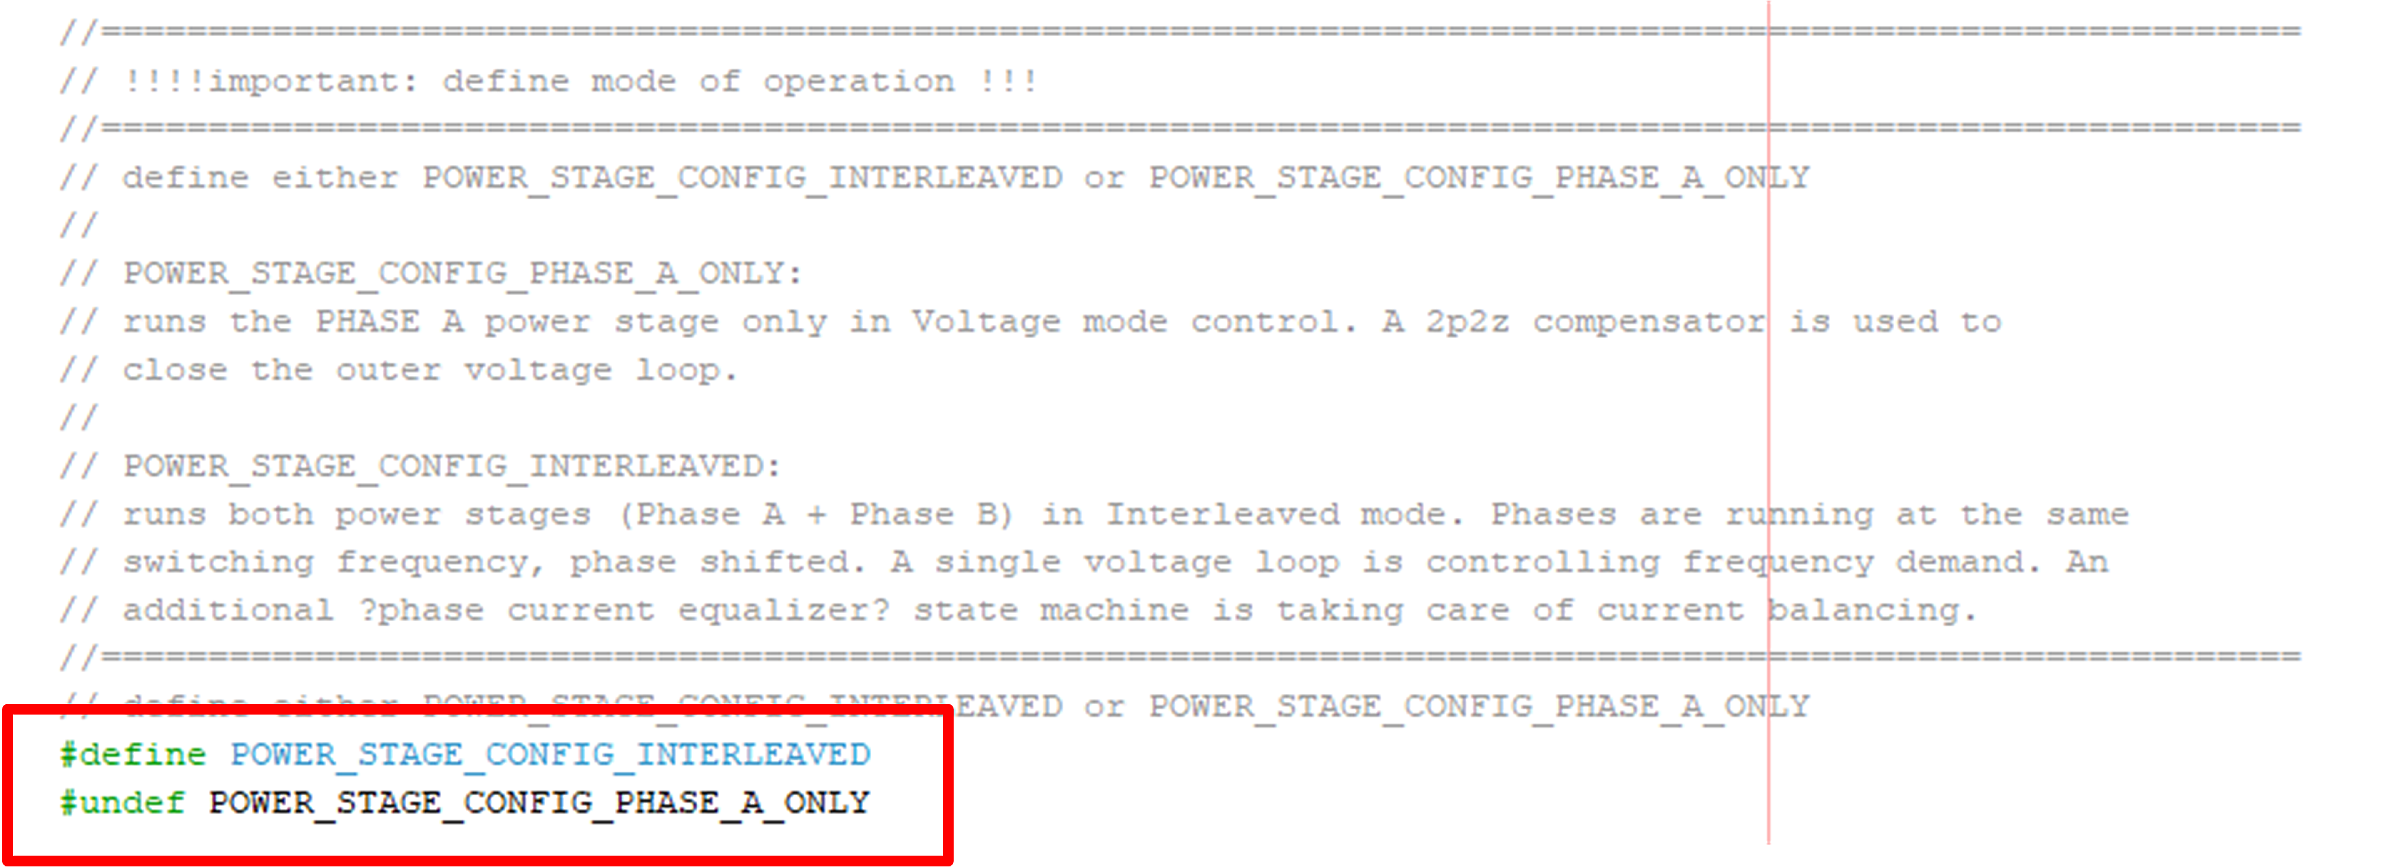 //=======================================================================================================
// !!!!important: define mode of operation !!!
//=======================================================================================================
// define either POWER_STAGE_CONFIG_INTERLEAVED or POWER_STAGE_CONFIG_PHASE_A_ONLY
//
// POWER_STAGE_CONFIG_PHASE_A_ONLY:
// runs the PHASE A power stage only in Voltage mode control. A 2p2z compensator is used to
// close the outer voltage loop.
//
// POWER_STAGE_CONFIG_INTERLEAVED:
// runs both power stages (Phase A + Phase B) in Interleaved mode. Phases are running at the same
// switching frequency, phase shifted. A single voltage loop is controlling frequency demand. An
// additional ?phase current equalizer? state machine is taking care of current balancing.
//=======================================================================================================
// define either POWER_STAGE_CONFIG_INTERLEAVED or POWER_STAGE_CONFIG_PHASE_A_ONLY
#define POWER_STAGE_CONFIG_INTERLEAVED
#undef POWER_STAGE_CONFIG_PHASE_A_ONLY